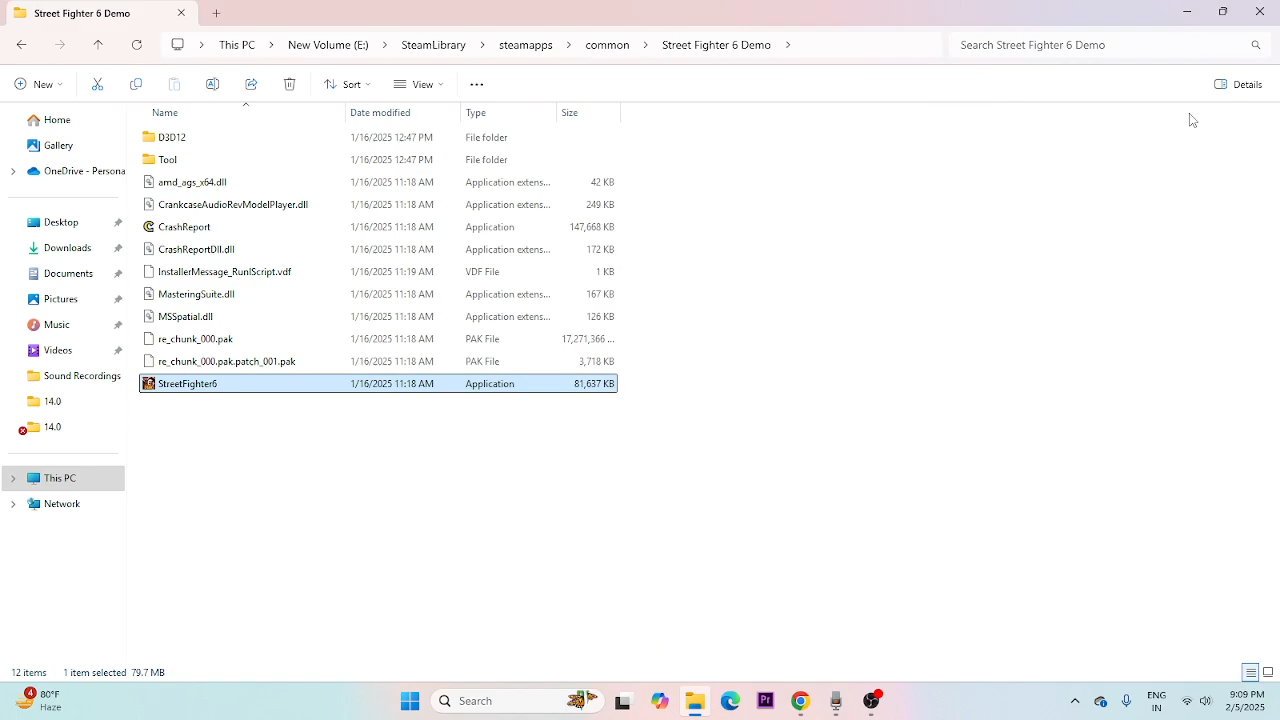 Street Fighter 6 Demo
This PC > New Volume (E:) > SteamLibrary > steamapps > common > Street Fighter 6 Demo >
Search Street Fighter 6 Demo
New
Sort
View
Details
Name Date modified Type Size
Home
Gallery
OneDrive - Persona
Desktop
Downloads
Documents
Pictures
Music
Videos
Sound Recordings
14.0
14.0
This PC
Network
D3D12 1/16/2025 12:47 PM File folder
Tool 1/16/2025 12:47 PM File folder
amd_ags_x64.dll 1/16/2025 11:18 AM Application extens... 42 KB
CrankcaseAudioRevModelPlayer.dll 1/16/2025 11:18 AM Application extens... 249 KB
CrashReport 1/16/2025 11:18 AM Application 147,668 KB
CrashReportDll.dll 1/16/2025 11:18 AM Application extens... 172 KB
InstallerMessage_RunIScript.vdf 1/16/2025 11:19 AM VDF File 1 KB
MasteringSuite.dll 1/16/2025 11:18 AM Application extens... 167 KB
MSSpatial.dll 1/16/2025 11:18 AM Application extens... 126 KB
re_chunk_000.pak 1/16/2025 11:18 AM PAK File 17,271,366 ...
re_chunk_000.pak.patch_001.pak 1/16/2025 11:18 AM PAK File 3,718 KB
StreetFighter6 1/16/2025 11:18 AM Application 81,637 KB
12 items 1 item selected 79.7 MB
4
80°F
Haze
Search
Pr
ENG
IN
9:09 PM
2/5/2025